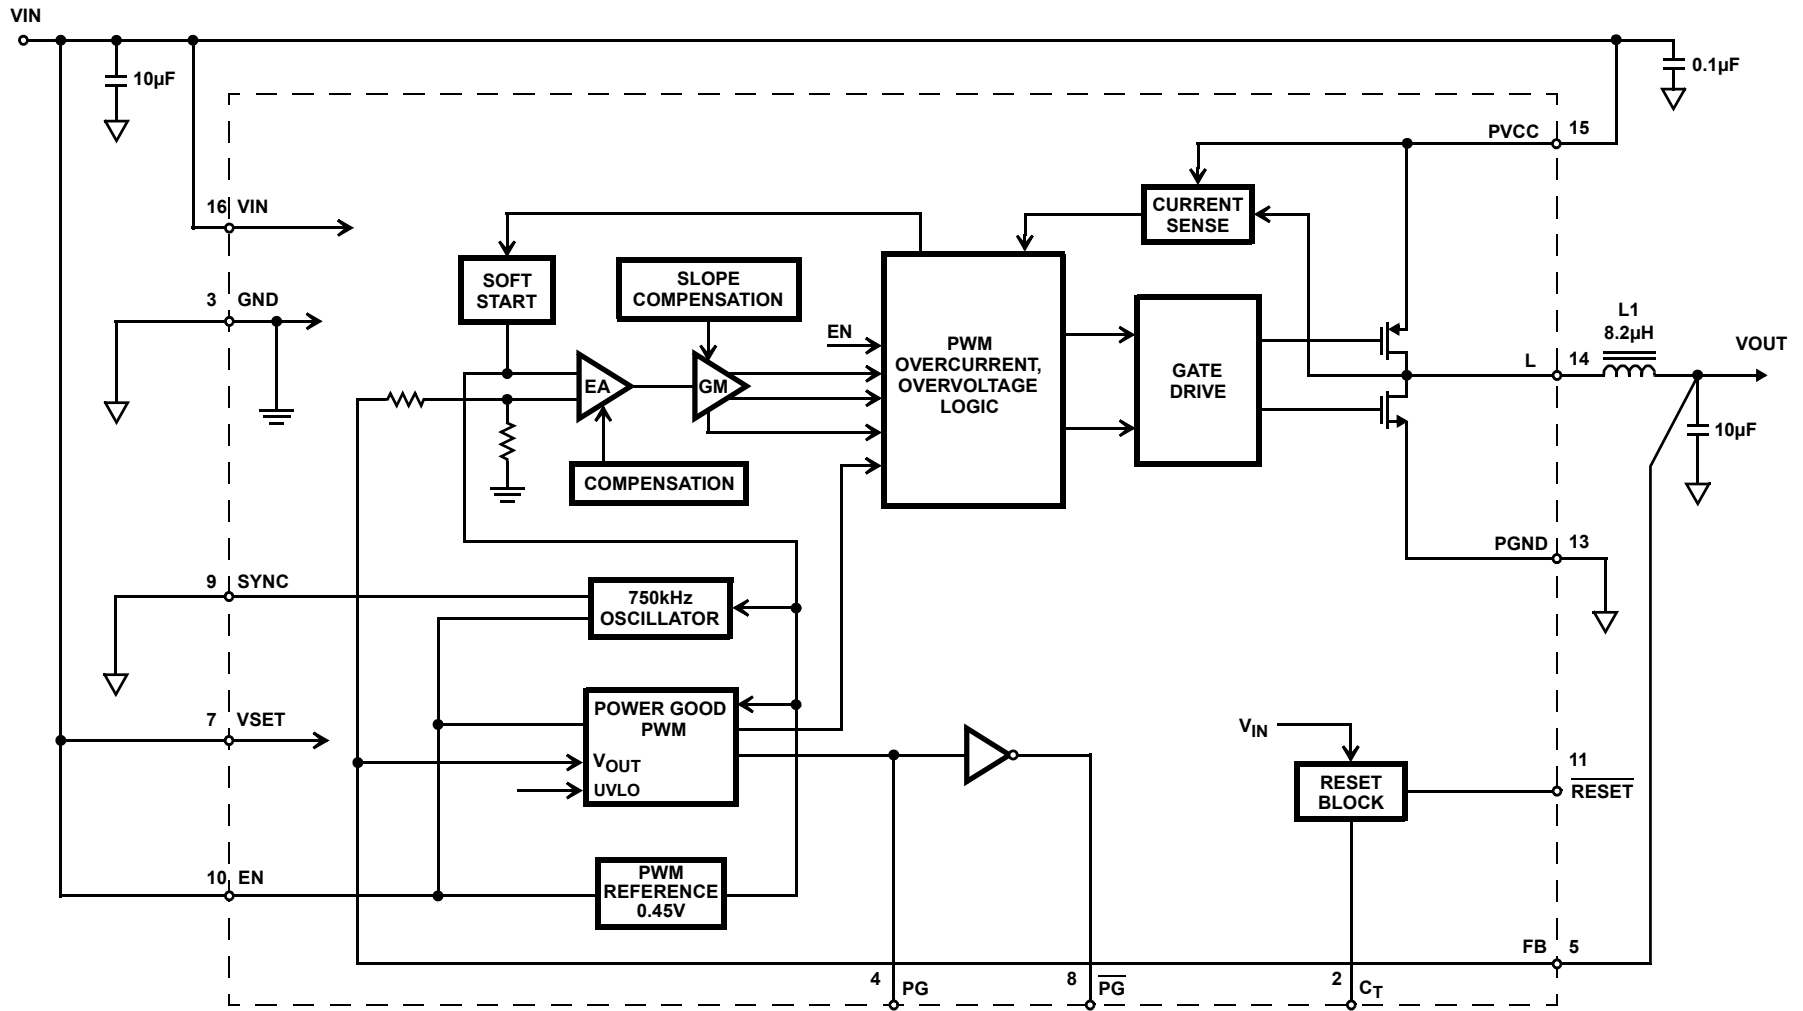 VIN
10µF
0.1µF
PVCC
15
16 VIN
CURRENT
SENSE
3 GND
SOFT
START
SLOPE
COMPENSATION
EN
PWM
OVERCURRENT,
OVERVOLTAGE
LOGIC
GATE
DRIVE
L
14
L1
8.2µH
VOUT
EA
GM
10µF
COMPENSATION
PGND
13
9 SYNC
750kHz
OSCILLATOR
7 VSET
POWER GOOD
PWM
VOUT
UVLO
VIN
RESET
BLOCK
11
RESET
10 EN
PWM
REFERENCE
0.45V
FB
5
4 PG
8 PG
2 CT